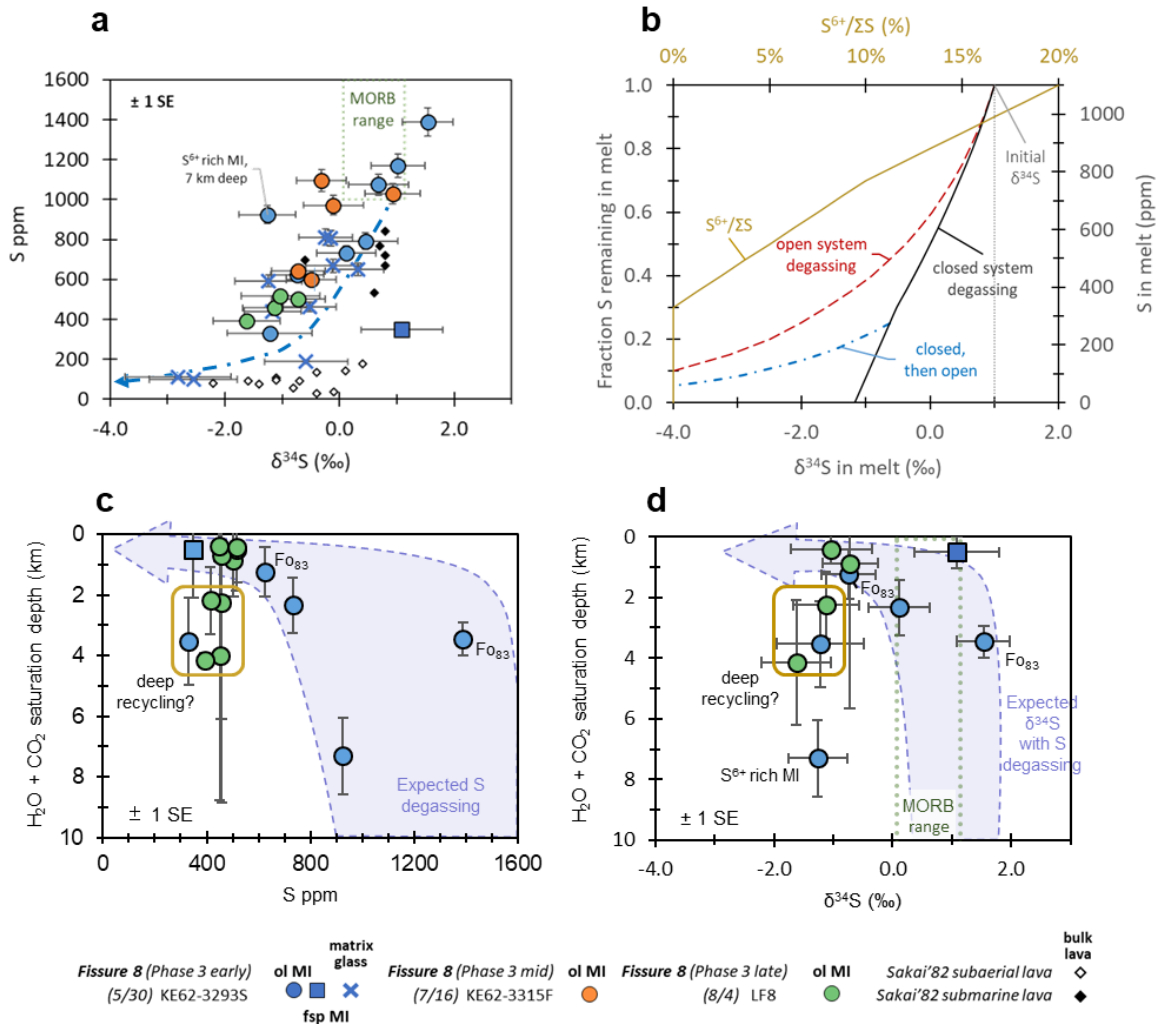 a
S ppm
1600
1400
1200
1000
800
600
400
200
0
± 1 SE
MORB
range
S⁶⁺ rich MI,
7 km deep
-4.0 -2.0 0.0 2.0
δ³⁴S (‰)
b
S⁶⁺/ΣS (%)
0% 5% 10% 15% 20%
Fraction S remaining in melt
1.0
0.8
0.6
0.4
0.2
0.0
S⁶⁺/ΣS
open system
degassing
closed system
degassing
closed,
then open
Initial
δ³⁴S
1000
800
600
400
200
0
S in melt (ppm)
-4.0 -2.0 0.0 2.0
δ³⁴S in melt (‰)
c
H₂O + CO₂ saturation depth (km)
0
2
4
6
8
10
Fo₈₃
Fo₈₃
deep
recycling?
Expected S
degassing
± 1 SE
0 400 800 1200 1600
S ppm
d
H₂O + CO₂ saturation depth (km)
0
2
4
6
8
10
Fo₈₃
Fo₈₃
deep
recycling?
Expected
δ³⁴S
with S
degassing
S⁶⁺ rich MI
MORB
range
± 1 SE
-4.0 -2.0 0.0 2.0
δ³⁴S (‰)
matrix
glass
bulk
lava
Fissure 8 (Phase 3 early) ol MI
Fissure 8 (Phase 3 mid) ol MI
Fissure 8 (Phase 3 late) ol MI
Sakai'82 subaerial lava
(5/30) KE62-3293S
(7/16) KE62-3315F
(8/4) LF8
Sakai'82 submarine lava
fsp MI